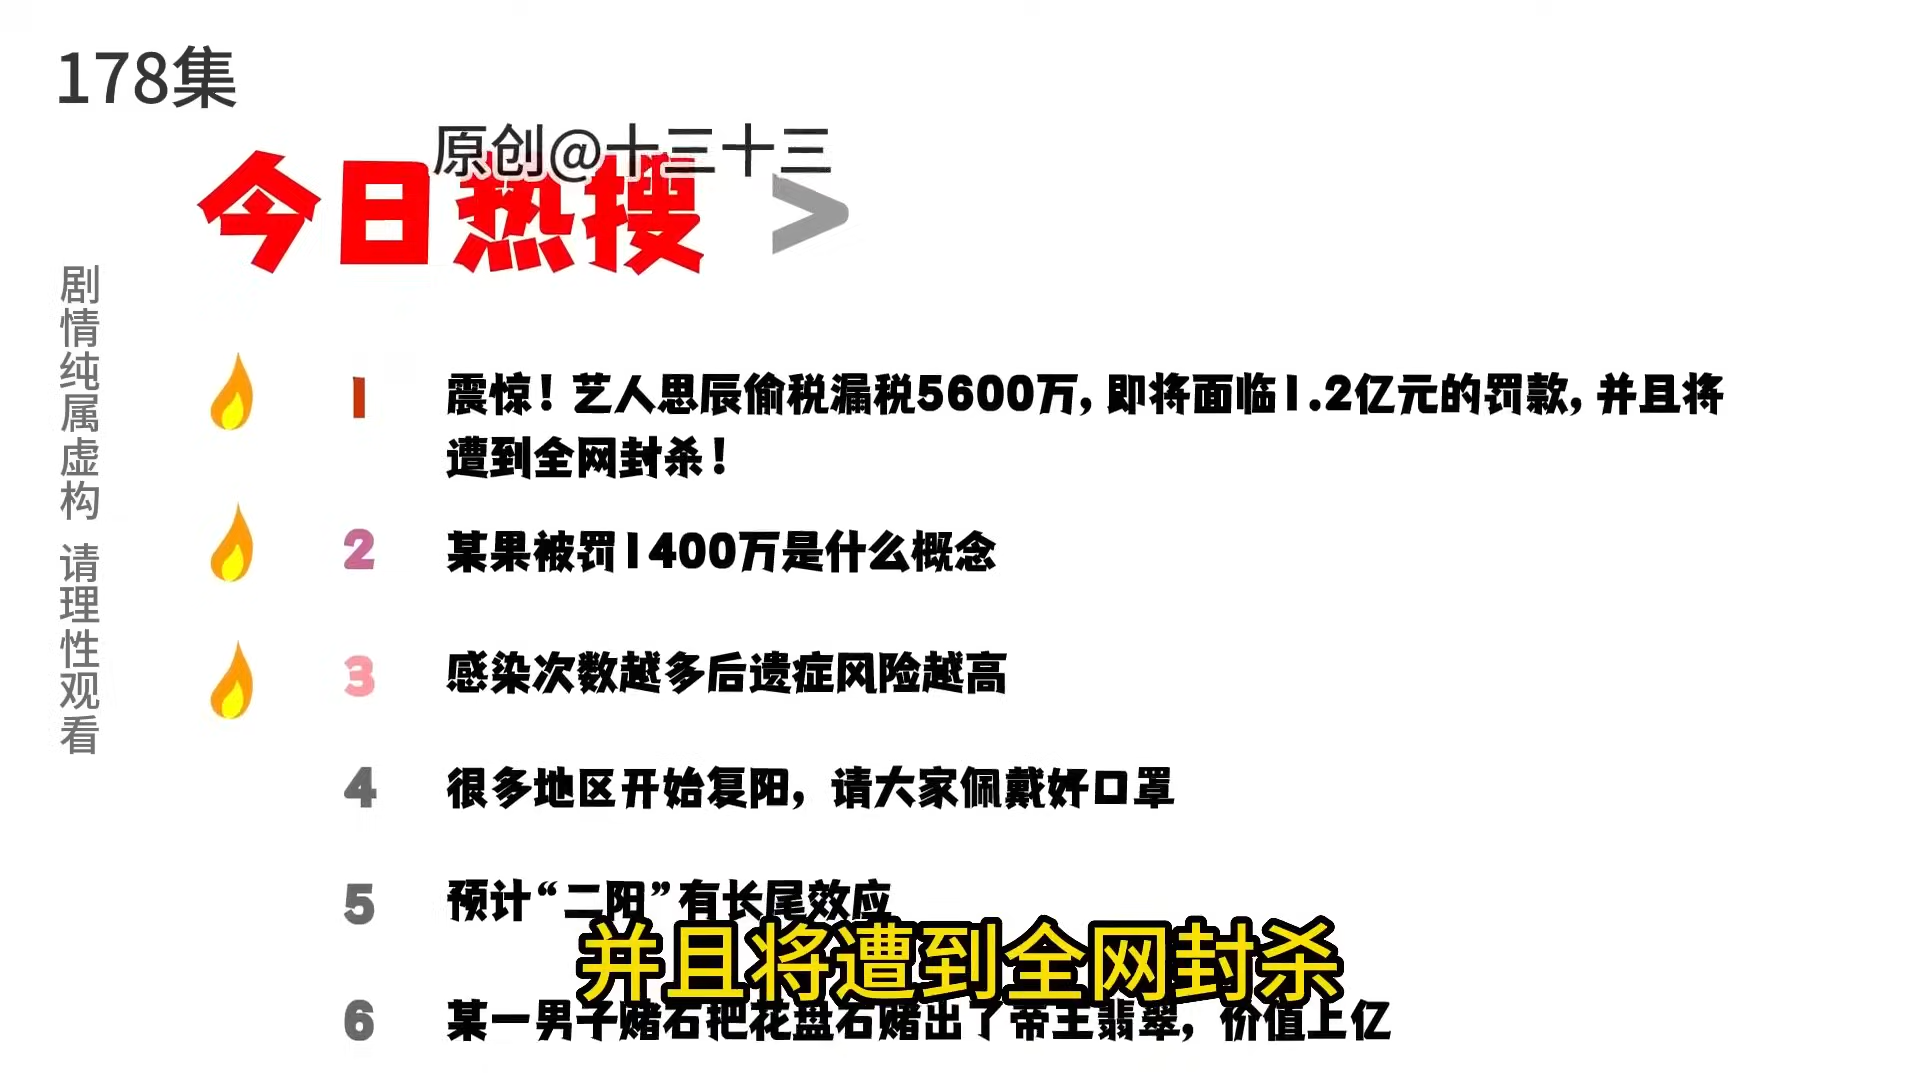 178集
原创@十三十三
今日热搜 >
剧情纯属虚构 请理性观看
1 震惊！艺人思辰偷税漏税5600万，即将面临1.2亿元的罚款，并且将
遭到全网封杀！
2 某果被罚1400万是什么概念
3 感染次数越多后遗症风险越高
4 很多地区开始复阳，请大家佩戴好口罩
5 预计“二阳”有长尾效应
并且将遭到全网封杀
6 某一男子赌石把花盘石赌出了帝王翡翠，价值上亿